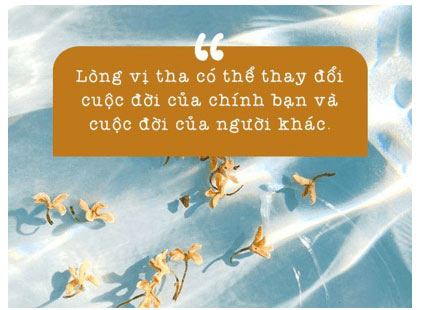 “
Lòng vị tha có thể thay đổi
cuộc đời của chính bạn và
cuộc đời của người khác.